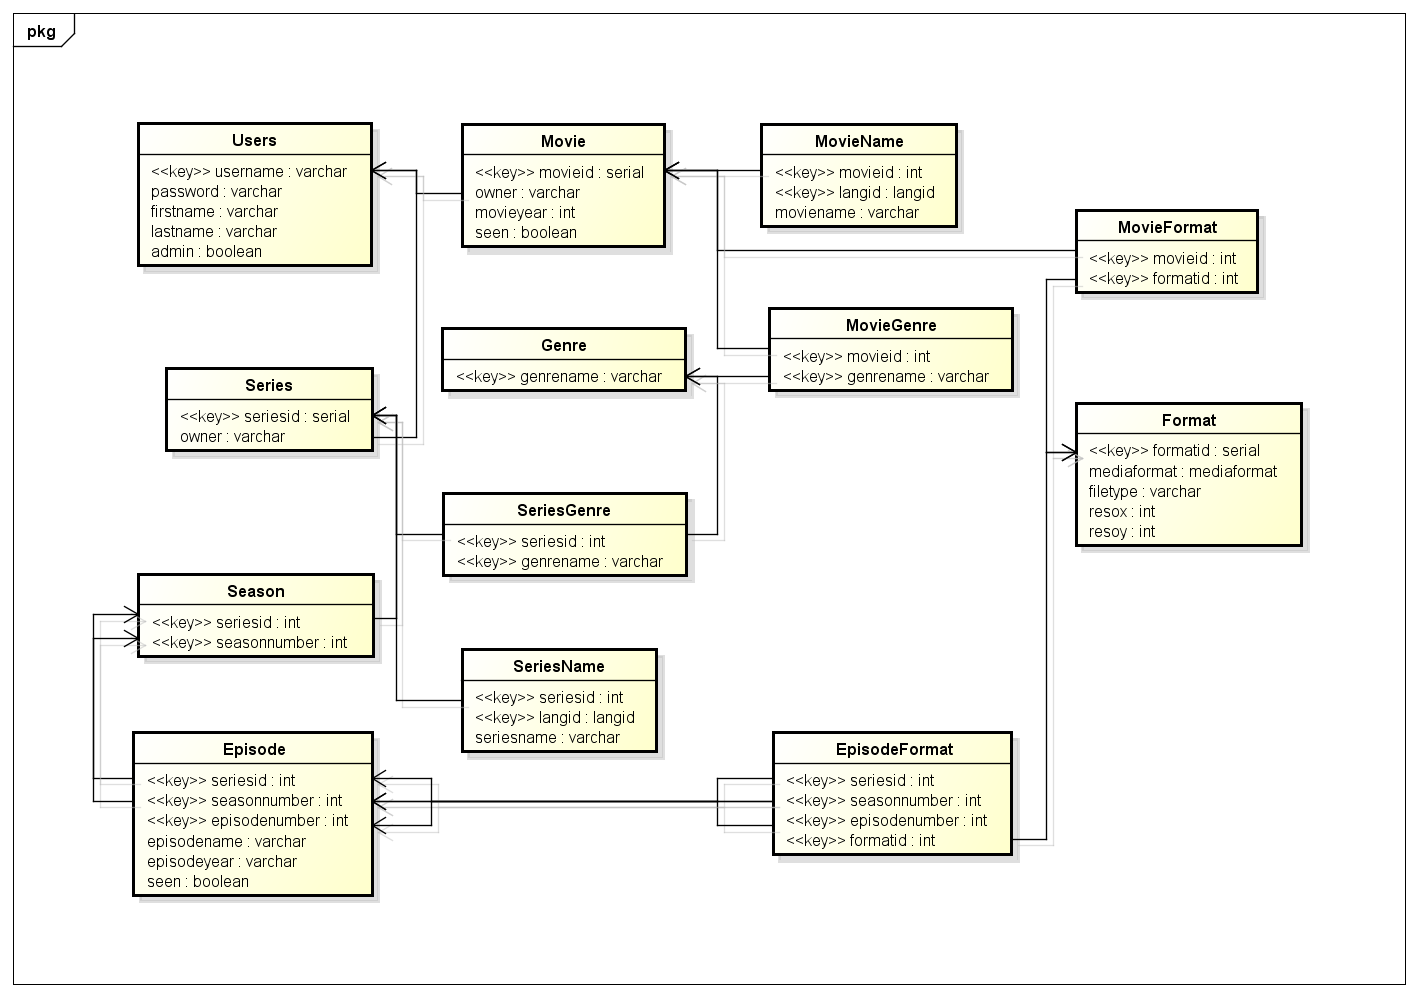 pkg
Users
<<key>> username : varchar
password : varchar
firstname : varchar
lastname : varchar
admin : boolean
Movie
<<key>> movieid : serial
owner : varchar
movieyear : int
seen : boolean
MovieName
<<key>> movieid : int
<<key>> langid : langid
moviename : varchar
MovieFormat
<<key>> movieid : int
<<key>> formatid : int
Genre
<<key>> genrename : varchar
MovieGenre
<<key>> movieid : int
<<key>> genrename : varchar
Series
<<key>> seriesid : serial
owner : varchar
Format
<<key>> formatid : serial
mediaformat : mediaformat
filetype : varchar
resox : int
resoy : int
SeriesGenre
<<key>> seriesid : int
<<key>> genrename : varchar
Season
<<key>> seriesid : int
<<key>> seasonnumber : int
SeriesName
<<key>> seriesid : int
<<key>> langid : langid
seriesname : varchar
Episode
<<key>> seriesid : int
<<key>> seasonnumber : int
<<key>> episodenumber : int
episodename : varchar
episodeyear : varchar
seen : boolean
EpisodeFormat
<<key>> seriesid : int
<<key>> seasonnumber : int
<<key>> episodenumber : int
<<key>> formatid : int